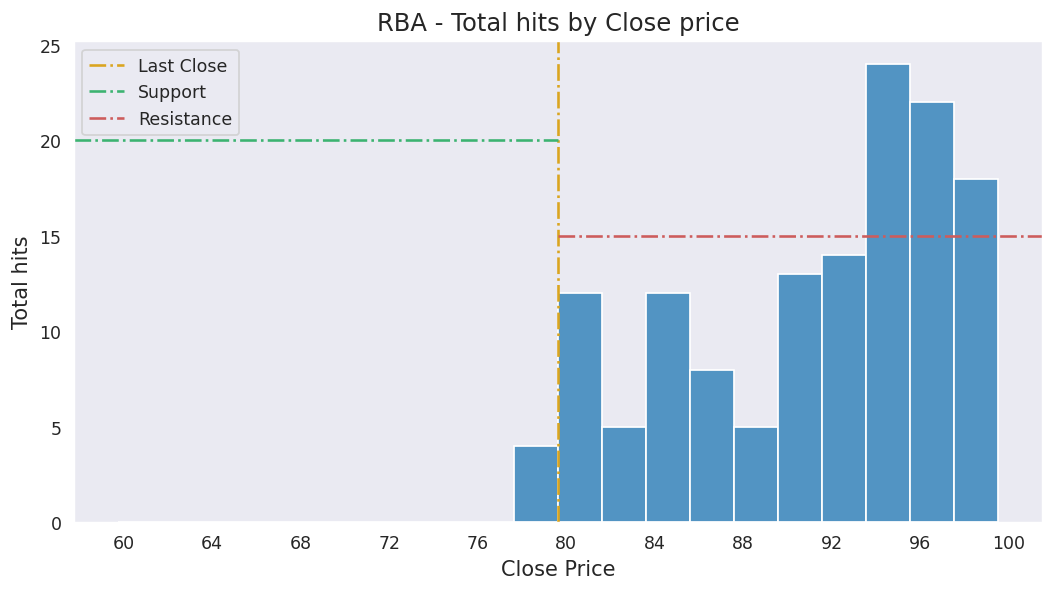 RBA - Total hits by Close price
Last Close
Support
Resistance
25
20
15
10
5
0
Total hits
60 64 68 72 76 80 84 88 92 96 100
Close Price